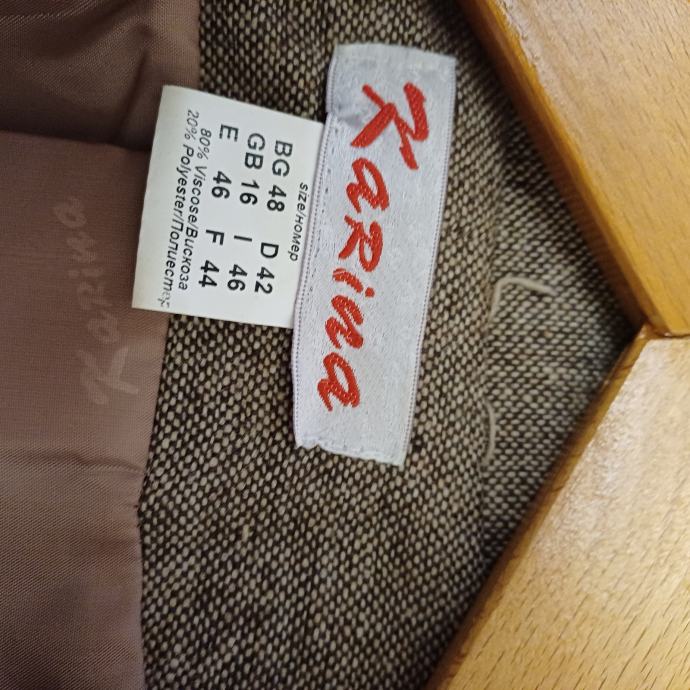 KaRina
size/номер
BG 48 D 42
GB 16 I 46
E 46 F 44
80% Viscose/Вискоза
20% Polyester/Полиестер
Karina